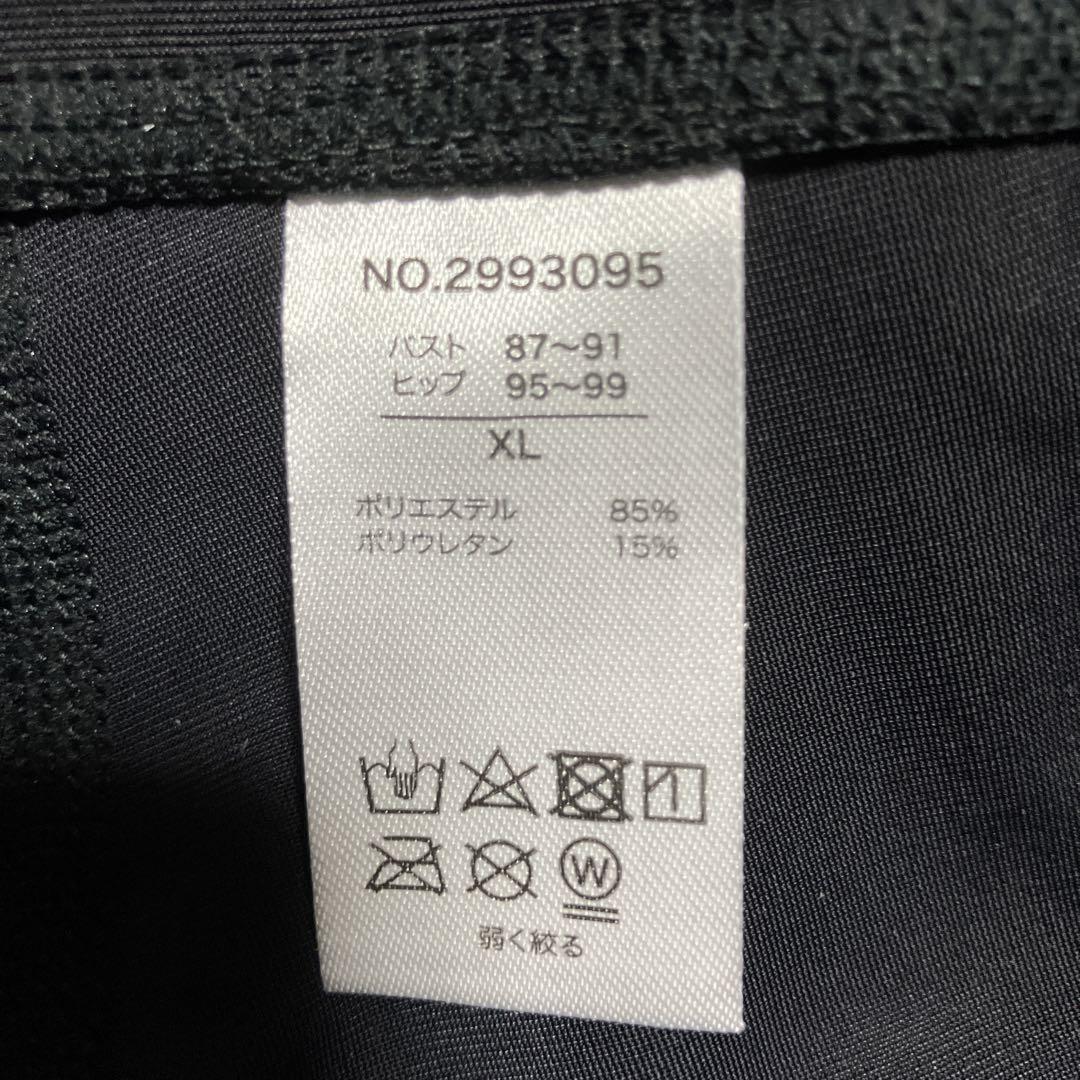 NO.2993095
バスト 87〜91
ヒップ 95〜99
XL
ポリエステル 85%
ポリウレタン 15%
W
弱く絞る